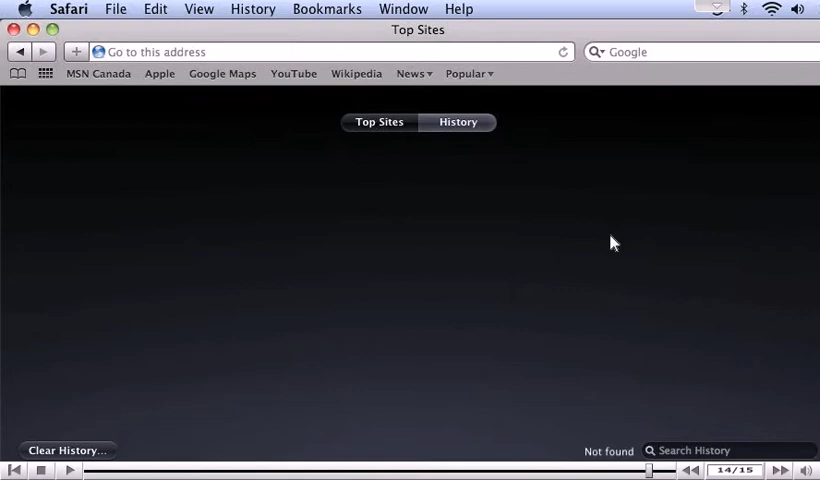 Safari File Edit View History Bookmarks Window Help
Top Sites
Go to this address Google
MSN Canada Apple Google Maps YouTube Wikipedia News▾ Popular▾
Top Sites History
Clear History... Not found Search History
14/15